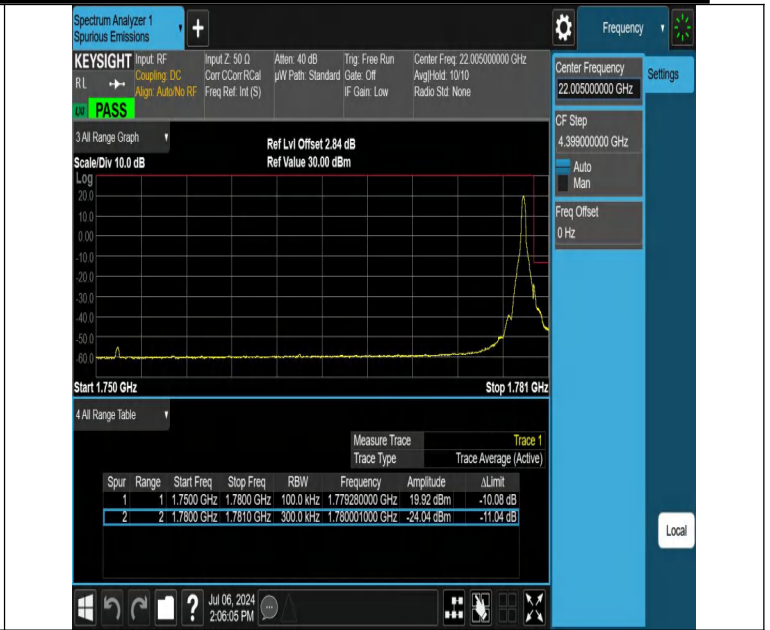 Spectrum Analyzer 1
Spurious Emissions
+
Frequency
KEYSIGHT
RL
PASS
Input: RF
Coupling: DC
Align: Auto/No RF
Input Z: 50 Ω
Corr CCorr RCal
Freq Ref: Int (S)
Atten: 40 dB
µW Path: Standard
Trig: Free Run
Gate: Off
IF Gain: Low
Center Freq: 22.005000000 GHz
Avg|Hold: 10/10
Radio Std: None
Center Frequency
22.005000000 GHz
Settings
CF Step
4.399000000 GHz
Auto
Man
Freq Offset
0 Hz
3 All Range Graph
Scale/Div 10.0 dB
Ref Lvl Offset 2.84 dB
Ref Value 30.00 dBm
Log
20.0
10.0
0.00
-10.0
-20.0
-30.0
-40.0
-50.0
-60.0
Start 1.750 GHz
Stop 1.781 GHz
4 All Range Table
Measure Trace Trace 1
Trace Type Trace Average (Active)
Spur Range Start Freq Stop Freq RBW Frequency Amplitude ΔLimit
1 1 1.7500 GHz 1.7800 GHz 100.0 kHz 1.779280000 GHz 19.92 dBm -10.08 dB
2 2 1.7800 GHz 1.7810 GHz 300.0 kHz 1.780001000 GHz -24.04 dBm -11.04 dB
Local
?
Jul 06, 2024
2:06:05 PM